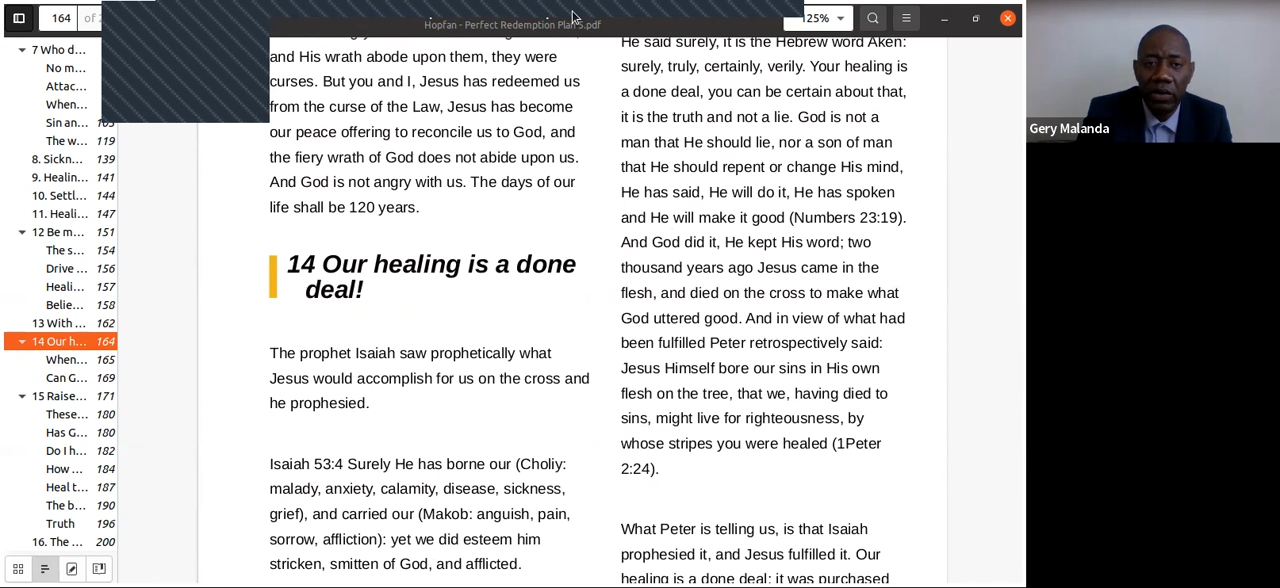 164
of
Hopfan - Perfect Redemption Plan 5.pdf
125%
7 Who d...
No m...
Attac...
When...
Sin an...
The w... 119
8. Sickn... 139
9. Healin... 141
10. Settl... 144
11. Heali... 147
12 Be m... 151
The s... 154
Drive ... 156
Heali... 157
Belie... 158
13 With ... 162
14 Our h... 164
When... 165
Can G... 169
15 Raise... 171
These... 180
Has G... 180
Do I h... 182
How ... 184
Heal t... 187
The b... 190
Truth 196
16. The ... 200
and His wrath abode upon them, they were
curses. But you and I, Jesus has redeemed us
from the curse of the Law, Jesus has become
our peace offering to reconcile us to God, and
the fiery wrath of God does not abide upon us.
And God is not angry with us. The days of our
life shall be 120 years.
14 Our healing is a done
deal!
The prophet Isaiah saw prophetically what
Jesus would accomplish for us on the cross and
he prophesied.
Isaiah 53:4 Surely He has borne our (Choliy:
malady, anxiety, calamity, disease, sickness,
grief), and carried our (Makob: anguish, pain,
sorrow, affliction): yet we did esteem him
stricken, smitten of God, and afflicted.
He said surely, it is the Hebrew word Aken:
surely, truly, certainly, verily. Your healing is
a done deal, you can be certain about that,
it is the truth and not a lie. God is not a
man that He should lie, nor a son of man
that He should repent or change His mind,
He has said, He will do it, He has spoken
and He will make it good (Numbers 23:19).
And God did it, He kept His word; two
thousand years ago Jesus came in the
flesh, and died on the cross to make what
God uttered good. And in view of what had
been fulfilled Peter retrospectively said:
Jesus Himself bore our sins in His own
flesh on the tree, that we, having died to
sins, might live for righteousness, by
whose stripes you were healed (1Peter
2:24).
What Peter is telling us, is that Isaiah
prophesied it, and Jesus fulfilled it. Our
healing is a done deal; it was purchased
Gery Malanda